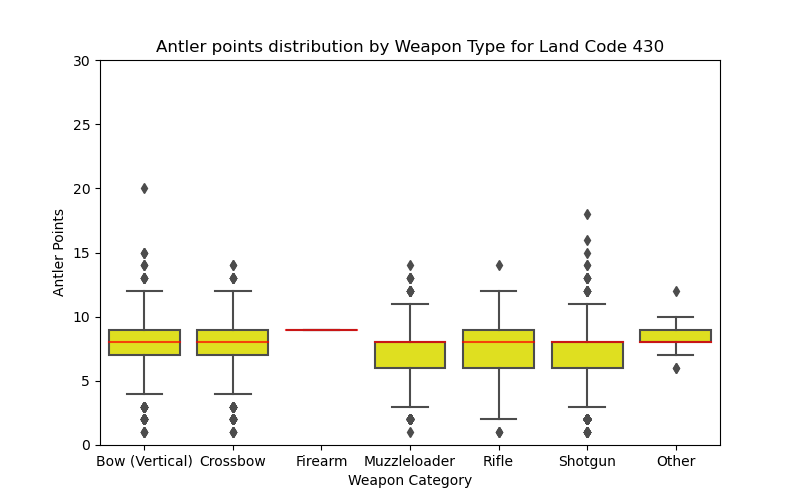 Antler points distribution by Weapon Type for Land Code 430
30
25
20
15
10
5
0
Antler Points
Bow (Vertical) Crossbow Firearm Muzzleloader Rifle Shotgun Other
Weapon Category